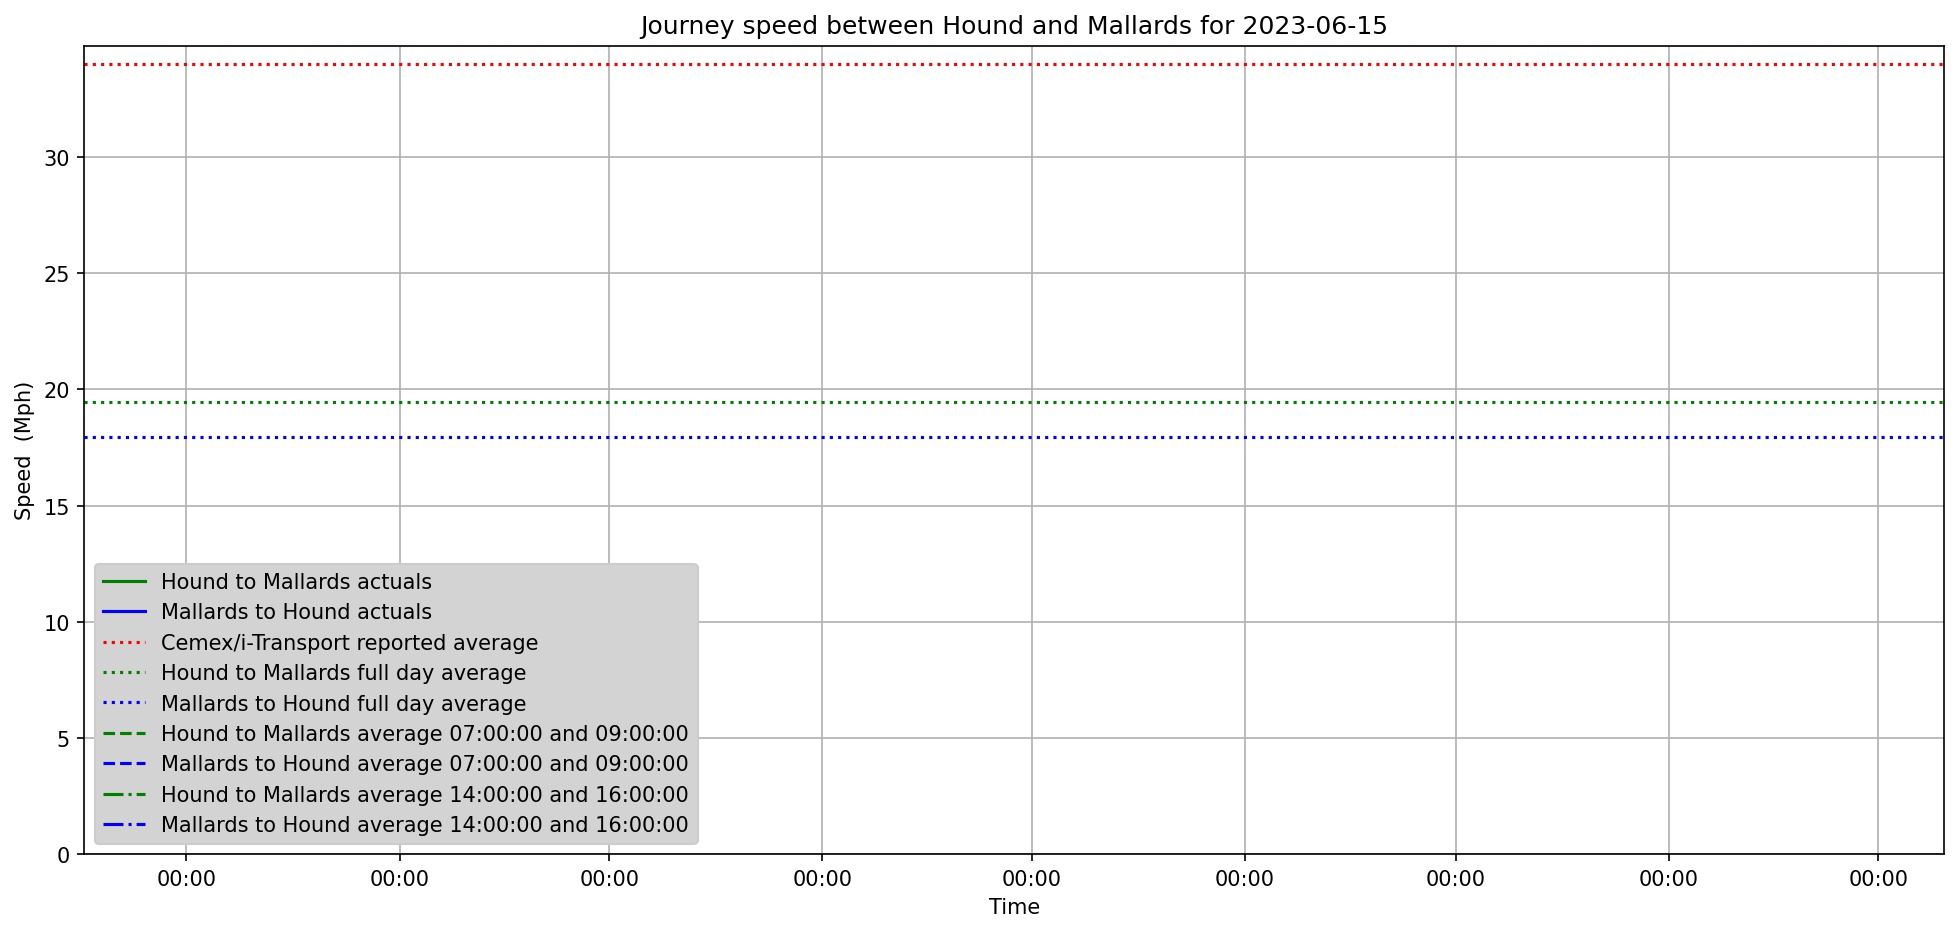 Journey speed between Hound and Mallards for 2023-06-15
Speed (Mph)
30
25
20
15
10
5
0
Hound to Mallards actuals
Mallards to Hound actuals
Cemex/i-Transport reported average
Hound to Mallards full day average
Mallards to Hound full day average
Hound to Mallards average 07:00:00 and 09:00:00
Mallards to Hound average 07:00:00 and 09:00:00
Hound to Mallards average 14:00:00 and 16:00:00
Mallards to Hound average 14:00:00 and 16:00:00
00:00 00:00 00:00 00:00 00:00 00:00 00:00 00:00 00:00
Time